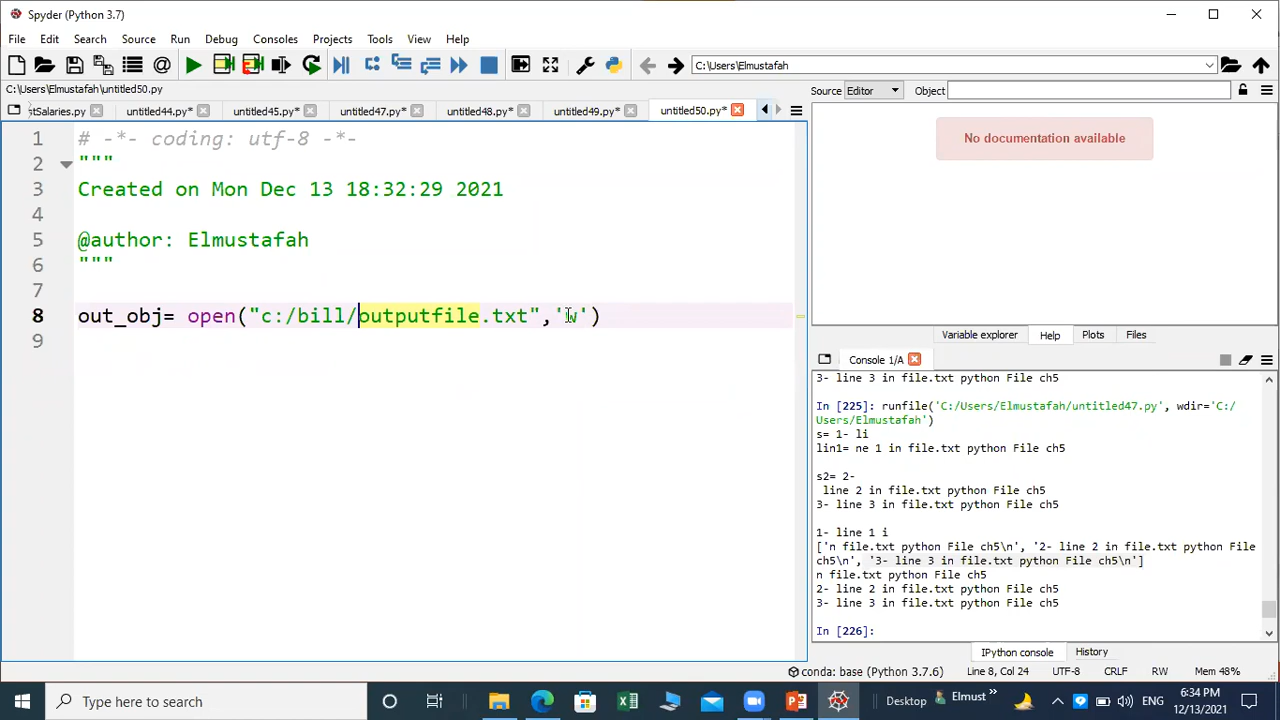 Spyder (Python 3.7)
File Edit Search Source Run Debug Consoles Projects Tools View Help
C:\Users\Elmustafah
C:\Users\Elmustafah\untitled50.py
tSalaries.py untitled44.py* untitled45.py* untitled47.py* untitled48.py* untitled49.py* untitled50.py*
1 # -*- coding: utf-8 -*-
2 """
3 Created on Mon Dec 13 18:32:29 2021
4
5 @author: Elmustafah
6 """
7
8 out_obj= open("c:/bill/outputfile.txt",'w')
9
Source Editor Object
No documentation available
Variable explorer Help Plots Files
Console 1/A
3- line 3 in file.txt python File ch5
In [225]: runfile('C:/Users/Elmustafah/untitled47.py', wdir='C:/
Users/Elmustafah')
s= 1- li
lin1= ne 1 in file.txt python File ch5
s2= 2-
line 2 in file.txt python File ch5
3- line 3 in file.txt python File ch5
1- line 1 i
['n file.txt python File ch5\n', '2- line 2 in file.txt python File
ch5\n', '3- line 3 in file.txt python File ch5\n']
n file.txt python File ch5
2- line 2 in file.txt python File ch5
3- line 3 in file.txt python File ch5
In [226]:
IPython console History
conda: base (Python 3.7.6) Line 8, Col 24 UTF-8 CRLF RW Mem 48%
Type here to search
Desktop Elmust ENG
6:34 PM
12/13/2021